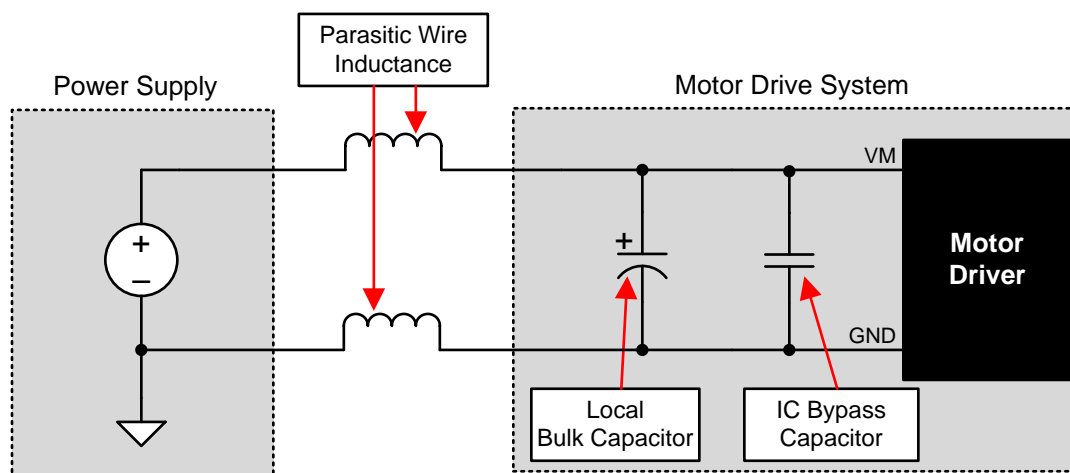 Parasitic Wire
Inductance
Power Supply
Motor Drive System
VM
+
+
–
Motor
Driver
GND
Local
Bulk Capacitor
IC Bypass
Capacitor